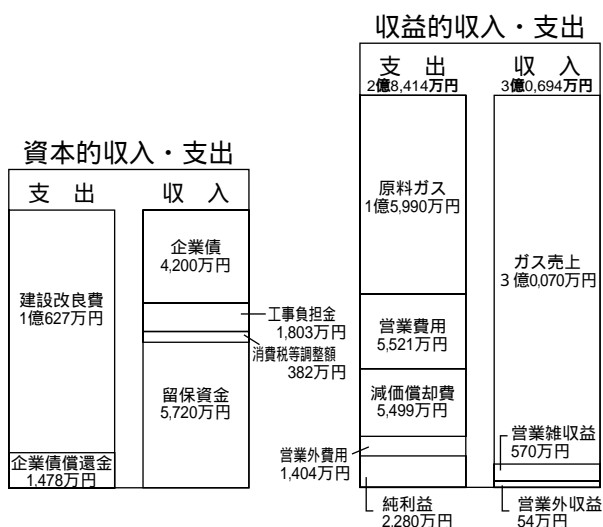 収益的収入・支出
支　出
2億8,414万円
収　入
3億0,694万円
原料ガス
1億5,990万円
営業費用
5,521万円
減価償却費
5,499万円
営業外費用
1,404万円
純利益
2,280万円
ガス売上
3億0,070万円
営業雑収益
570万円
営業外収益
54万円
資本的収入・支出
支　出
収　入
建設改良費
1億627万円
企業債償還金
1,478万円
企業債
4,200万円
工事負担金
1,803万円
消費税等調整額
382万円
留保資金
5,720万円